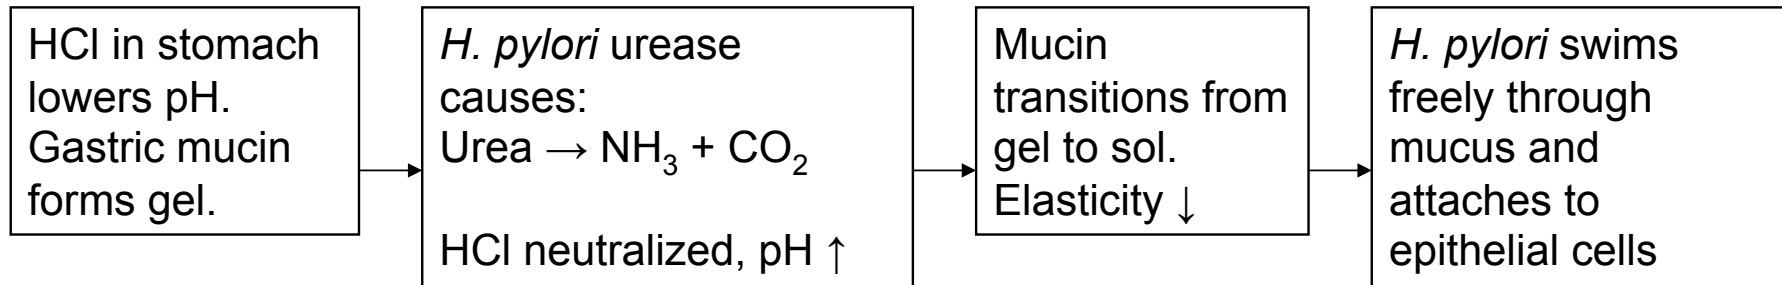 HCl in stomach
lowers pH.
Gastric mucin
forms gel.
H. pylori urease
causes:
Urea → NH₃ + CO₂
HCl neutralized, pH ↑
Mucin
transitions from
gel to sol.
Elasticity ↓
H. pylori swims
freely through
mucus and
attaches to
epithelial cells